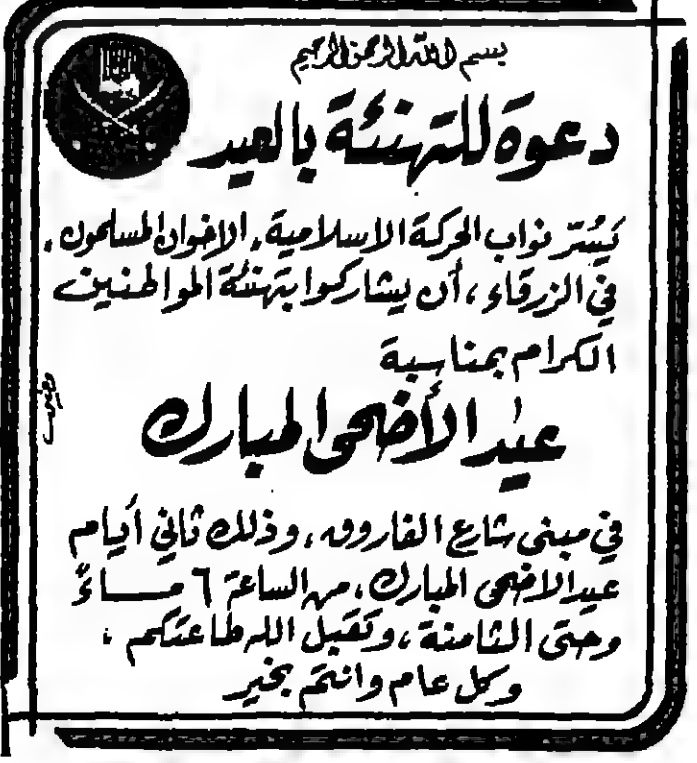 بسم الله الرحمن الرحيم
دعوة للتهنئة بالعيد
يَسُرّ نواب الحركة الاسلامية "الاخوان المسلمون"
في الزرقاء، أن يشاركوا بتهنئة المواطنين
الكرام بمناسبة
عيد الأضحى المبارك
في مبنى شارع الفاروق، وذلك ثاني أيام
عيد الاضحى المبارك، من الساعة ٦ مساءً
وحتى الثامنة، وتقبل الله طاعتكم،
وكل عام وانتم بخير